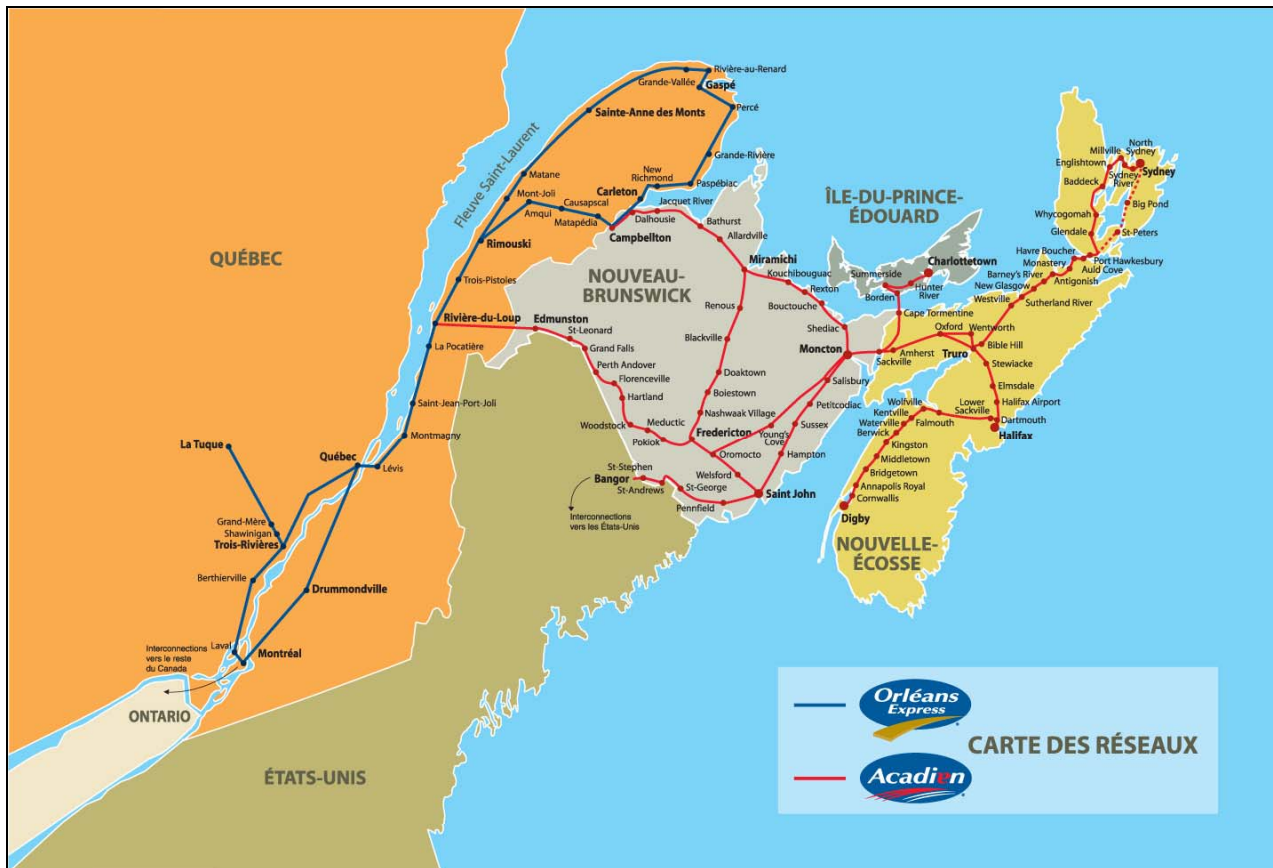 Rivière-au-Renard
Grande-Vallée
Gaspé
Percé
Sainte-Anne des Monts
Fleuve Saint-Laurent
Grande-Rivière
Matane
New
Richmond
Paspébiac
Mont-Joli
Carleton
Causapscal
Amqui
Matapédia
Jacquet River
Dalhousie
Campbellton
Bathurst
Allardville
Rimouski
QUÉBEC
Trois-Pistoles
NOUVEAU-
BRUNSWICK
Miramichi
Kouchibouguac
Rexton
Bouctouche
Renous
Shediac
Rivière-du-Loup
Edmunston
St-Leonard
Grand Falls
La Pocatière
Perth Andover
Florenceville
Hartland
Blackville
Doaktown
Boiestown
Nashwaak Village
Moncton
Salisbury
Petitcodiac
Sussex
Saint-Jean-Port-Joli
Montmagny
Woodstock
Meductic
Pokiok
Fredericton
Young's
Cove
Oromocto
Hampton
Welsford
St-Stephen
Bangor
St-Andrews
St-George
Saint John
Pennfield
Interconnections
vers les États-Unis
La Tuque
Québec
Lévis
Grand-Mère
Shawinigan
Trois-Rivières
Berthierville
Drummondville
Laval
Montréal
Interconnections
vers le reste
du Canada
ONTARIO
ÉTATS-UNIS
ÎLE-DU-PRINCE-
ÉDOUARD
Charlottetown
Summerside
Hunter
River
Borden
Cape Tormentine
North
Sydney
Millville
Englishtown
Sydney
Sydney
River
Baddeck
Big Pond
Whycogomah
St-Peters
Glendale
Havre Boucher
Port Hawkesbury
Monastery
Auld Cove
Barney's River
Antigonish
New Glasgow
Sutherland River
Westville
Oxford
Wentworth
Bible Hill
Amherst
Sackville
Truro
Stewiacke
Elmsdale
Halifax Airport
Wolfville
Lower
Sackville
Kentville
Dartmouth
Waterville
Falmouth
Halifax
Berwick
Kingston
Middletown
Bridgetown
Annapolis Royal
Cornwallis
Digby
NOUVELLE-
ÉCOSSE
Orléans
Express
CARTE DES RÉSEAUX
Acadien